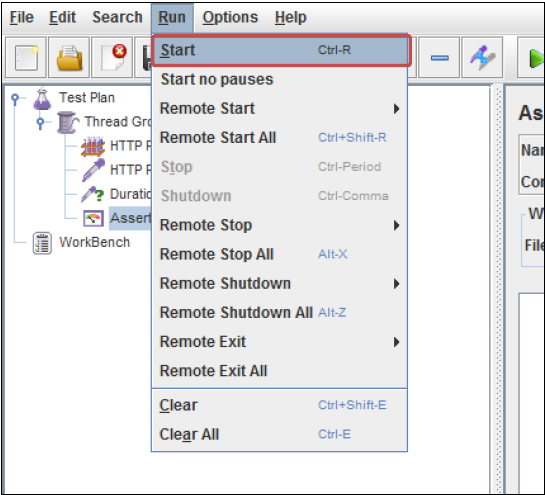 File Edit Search Run Options Help
Start Ctrl-R
Start no pauses
Remote Start
Remote Start All Ctrl+Shift-R
Stop Ctrl-Period
Shutdown Ctrl-Comma
Remote Stop
Remote Stop All Alt-X
Remote Shutdown
Remote Shutdown All Alt-Z
Remote Exit
Remote Exit All
Clear Ctrl+Shift-E
Clear All Ctrl-E
Test Plan
Thread Gro
HTTP R
HTTP P
Duratio
Assert
WorkBench
As
Nar
Cor
W
File